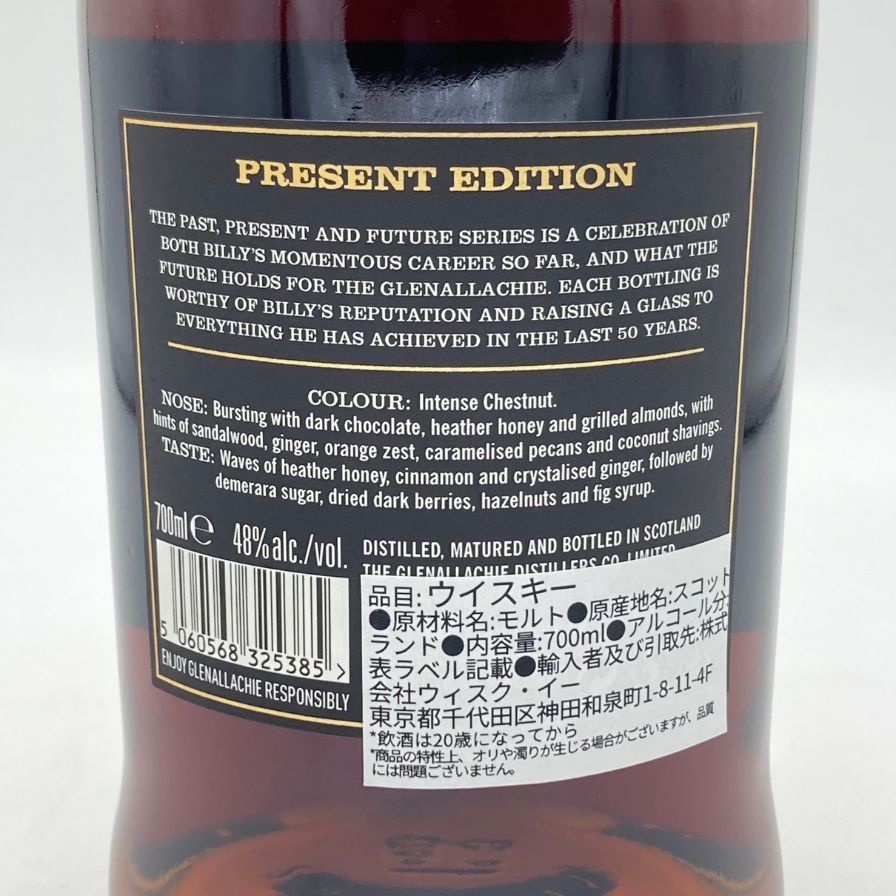 PRESENT EDITION
THE PAST, PRESENT AND FUTURE SERIES IS A CELEBRATION OF
BOTH BILLY'S MOMENTOUS CAREER SO FAR, AND WHAT THE
FUTURE HOLDS FOR THE GLENALLACHIE. EACH BOTTLING IS
WORTHY OF BILLY'S REPUTATION AND RAISING A GLASS TO
EVERYTHING HE HAS ACHIEVED IN THE LAST 50 YEARS.
COLOUR: Intense Chestnut.
NOSE: Bursting with dark chocolate, heather honey and grilled almonds, with
hints of sandalwood, ginger, orange zest, caramelised pecans and coconut shavings.
TASTE: Waves of heather honey, cinnamon and crystalised ginger, followed by
demerara sugar, dried dark berries, hazelnuts and fig syrup.
700ml℮ 48%alc./vol.
DISTILLED, MATURED AND BOTTLED IN SCOTLAND
THE GLENALLACHIE DISTILLERS CO. LIMITED
5 060568 325385 >
ENJOY GLENALLACHIE RESPONSIBLY
品目:ウイスキー
●原材料名:モルト●原産地名:スコット
ランド●内容量:700ml●アルコール分:
表ラベル記載●輸入者及び引取先:株式
会社ウィスク・イー
東京都千代田区神田和泉町1-8-11-4F
*飲酒は20歳になってから
*商品の特性上、オリや濁りが生じる場合がございますが、品質
には問題ございません。